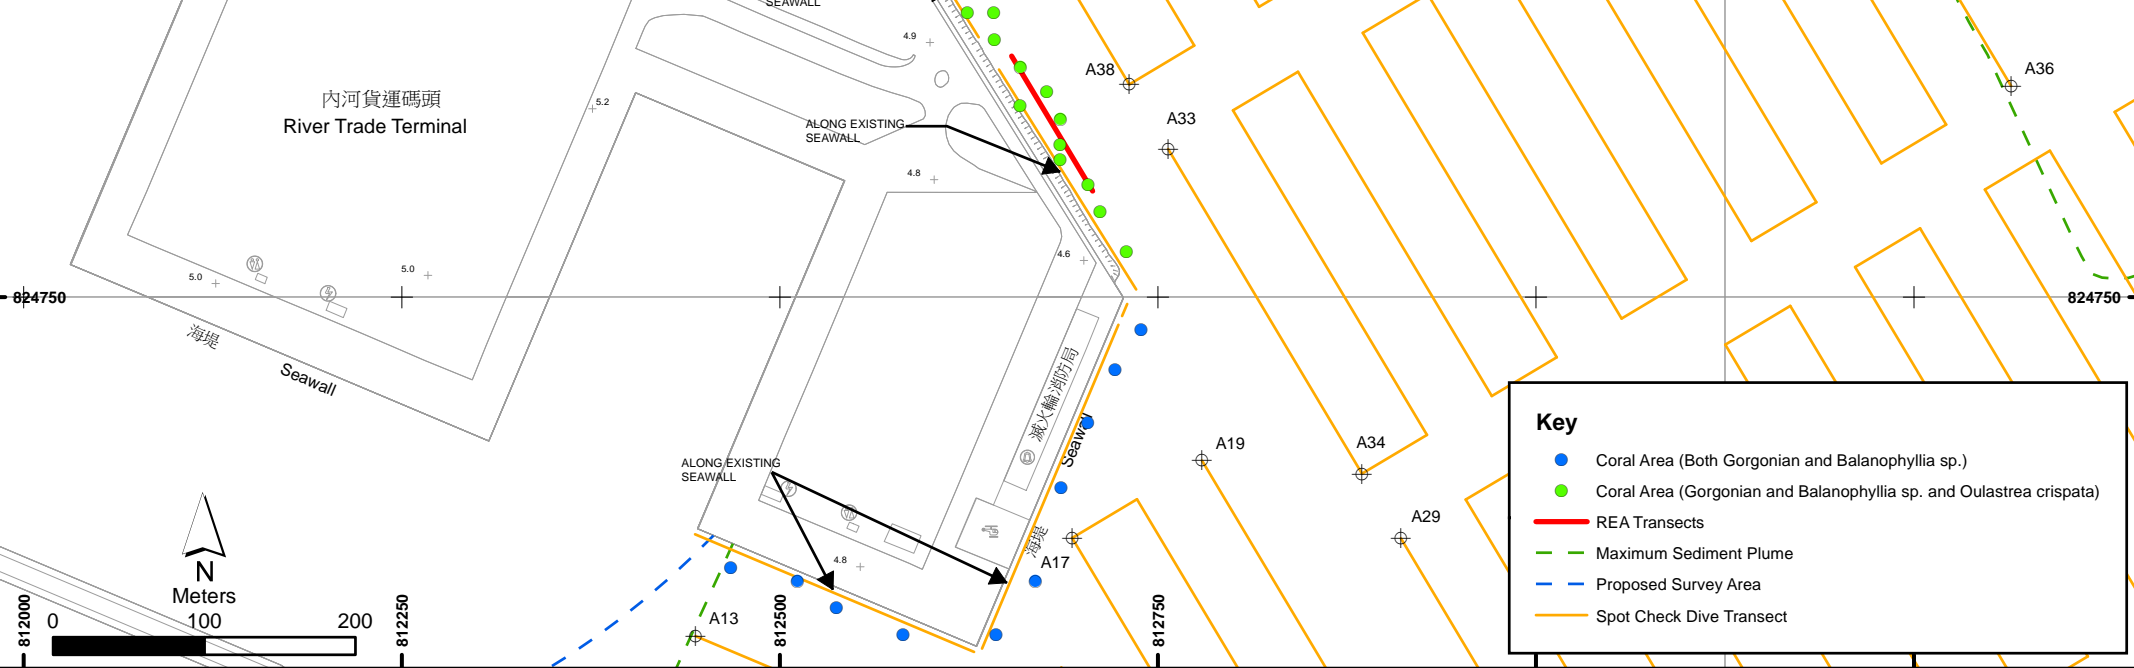 SEAWALL
4.9
A38
A36
內河貨運碼頭
River Trade Terminal
5.2
ALONG EXISTING
SEAWALL
A33
4.8
4.6
5.0
5.0
824750
824750
海堤
Seawall
滅火輪消防局
Seawall
海堤
ALONG EXISTING
SEAWALL
A19
A34
A29
A17
4.8
A13
N
Meters
0 100 200
812000
812250
812500
812750
Key
Coral Area (Both Gorgonian and Balanophyllia sp.)
Coral Area (Gorgonian and Balanophyllia sp. and Oulastrea crispata)
REA Transects
Maximum Sediment Plume
Proposed Survey Area
Spot Check Dive Transect